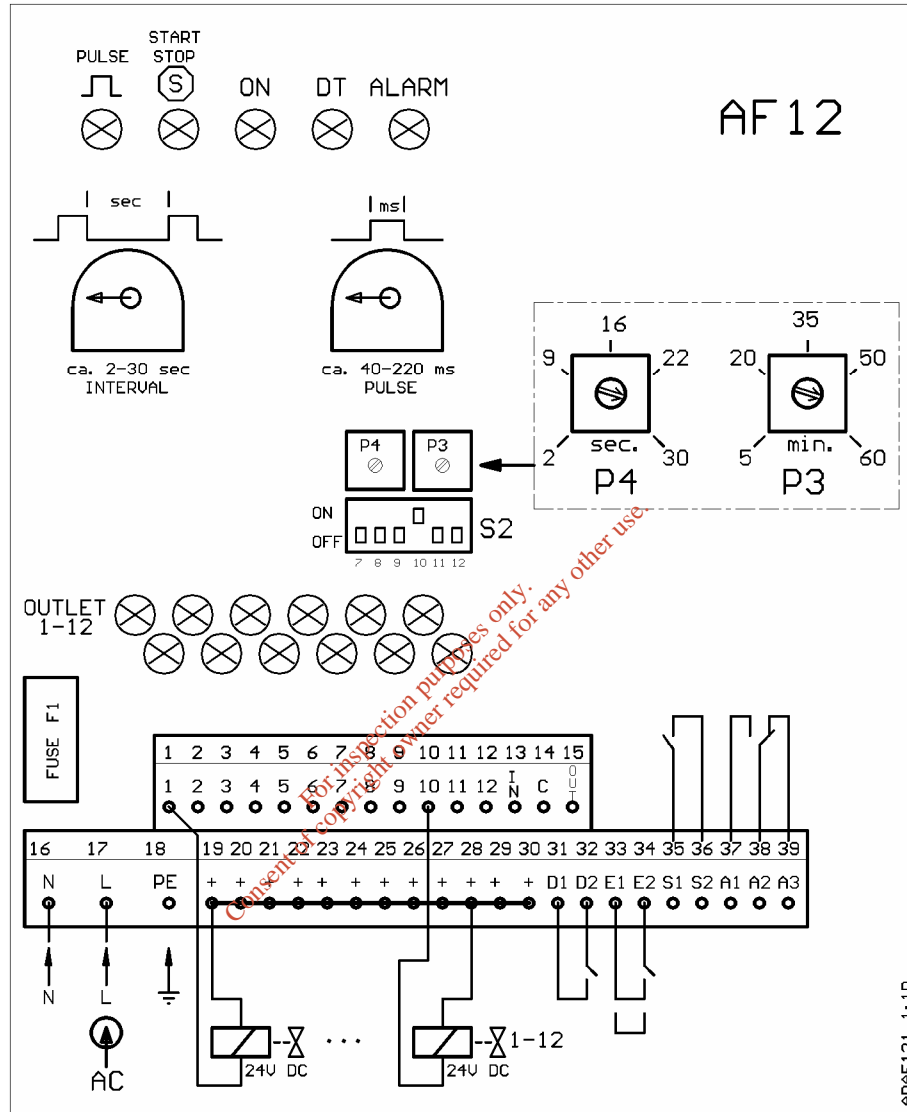 START
PULSE STOP
S ON DT ALARM
AF12
sec
ms
ca. 2-30 sec
INTERVAL
ca. 40-220 ms
PULSE
16 35
9 22 20 50
2 sec. 30 5 min. 60
P4 P3
P4 P3
ON
OFF
S2
7 8 9 10 11 12
OUTLET
1-12
FUSE F1
1 2 3 4 5 6 7 8 9 10 11 12 13 14 15
1 2 3 4 5 6 7 8 9 10 11 12 IN C OUT
16 17 18 19 20 21 22 23 24 25 26 27 28 29 30 31 32 33 34 35 36 37 38 39
N L PE + + + + + + + + + + + + D1 D2 E1 E2 S1 S2 A1 A2 A3
N L
AC
24V DC
...
24V DC
1-12
For inspection purposes only.
Consent of copyright owner required for any other use.